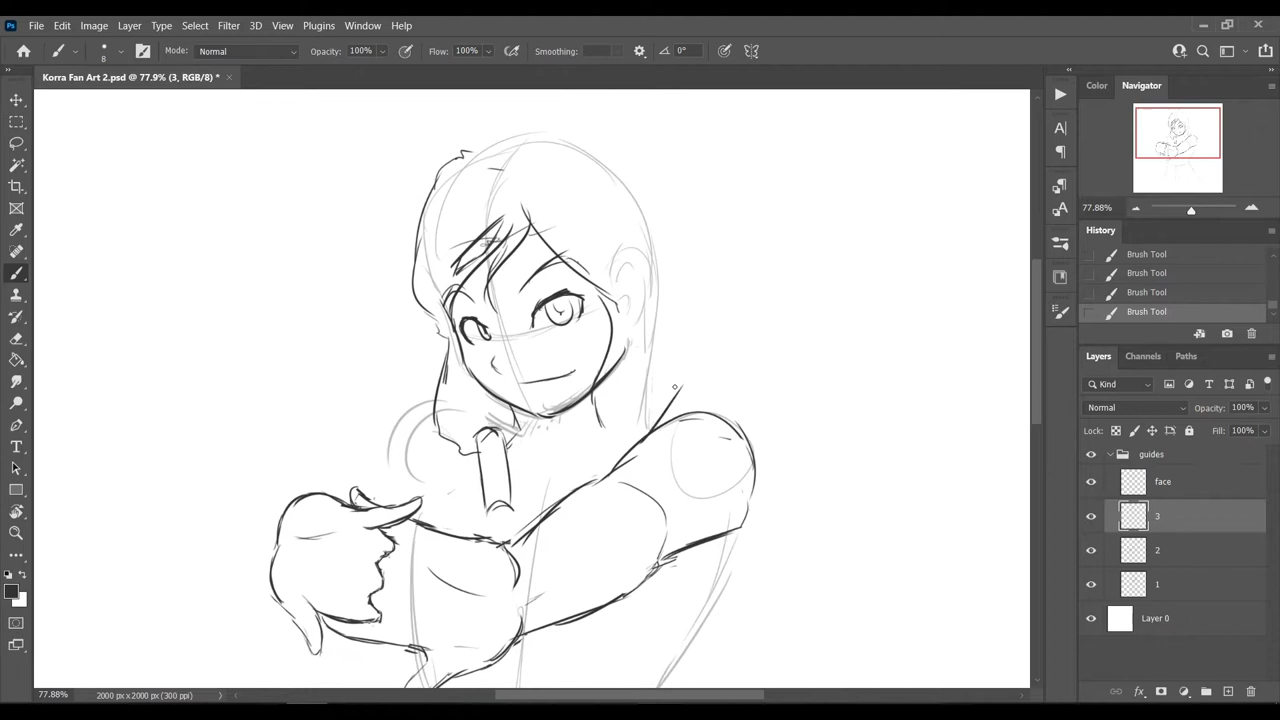 Ps File Edit Image Layer Type Select Filter 3D View Plugins Window Help
8 Mode: Normal Opacity: 100% Flow: 100% Smoothing: 0°
Korra Fan Art 2.psd @ 77.9% (3, RGB/8) *
Color Navigator
77.88%
History
Brush Tool
Brush Tool
Brush Tool
Brush Tool
Layers Channels Paths
Kind
Normal Opacity: 100%
Lock: Fill: 100%
guides
face
3
2
1
Layer 0
77.88% 2000 px x 2000 px (300 ppi)